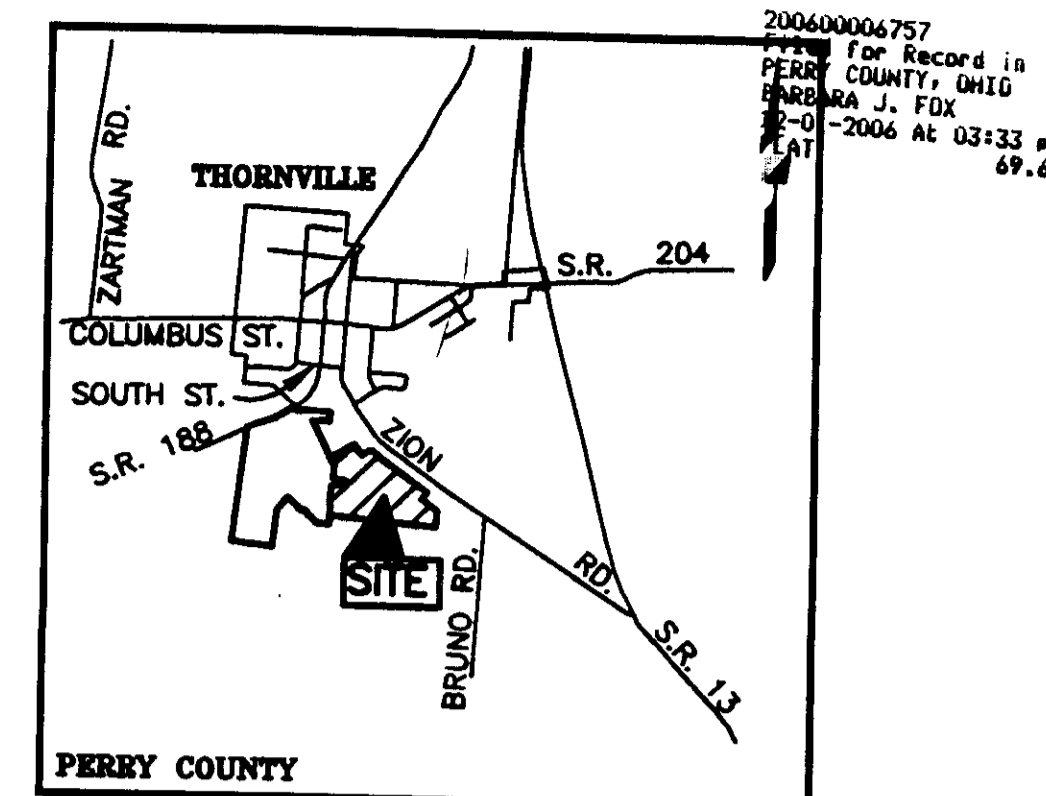 200600006757
Filed for Record in
PERRY COUNTY, OHIO
BARBARA J. FOX
-2006 At 03:33
69.6
ZARTMAN RD.
THORNVILLE
S.R. 204
COLUMBUS ST.
SOUTH ST.
S.R. 188
ZION RD.
SITE
BRUNO RD.
S.R. 13
PERRY COUNTY